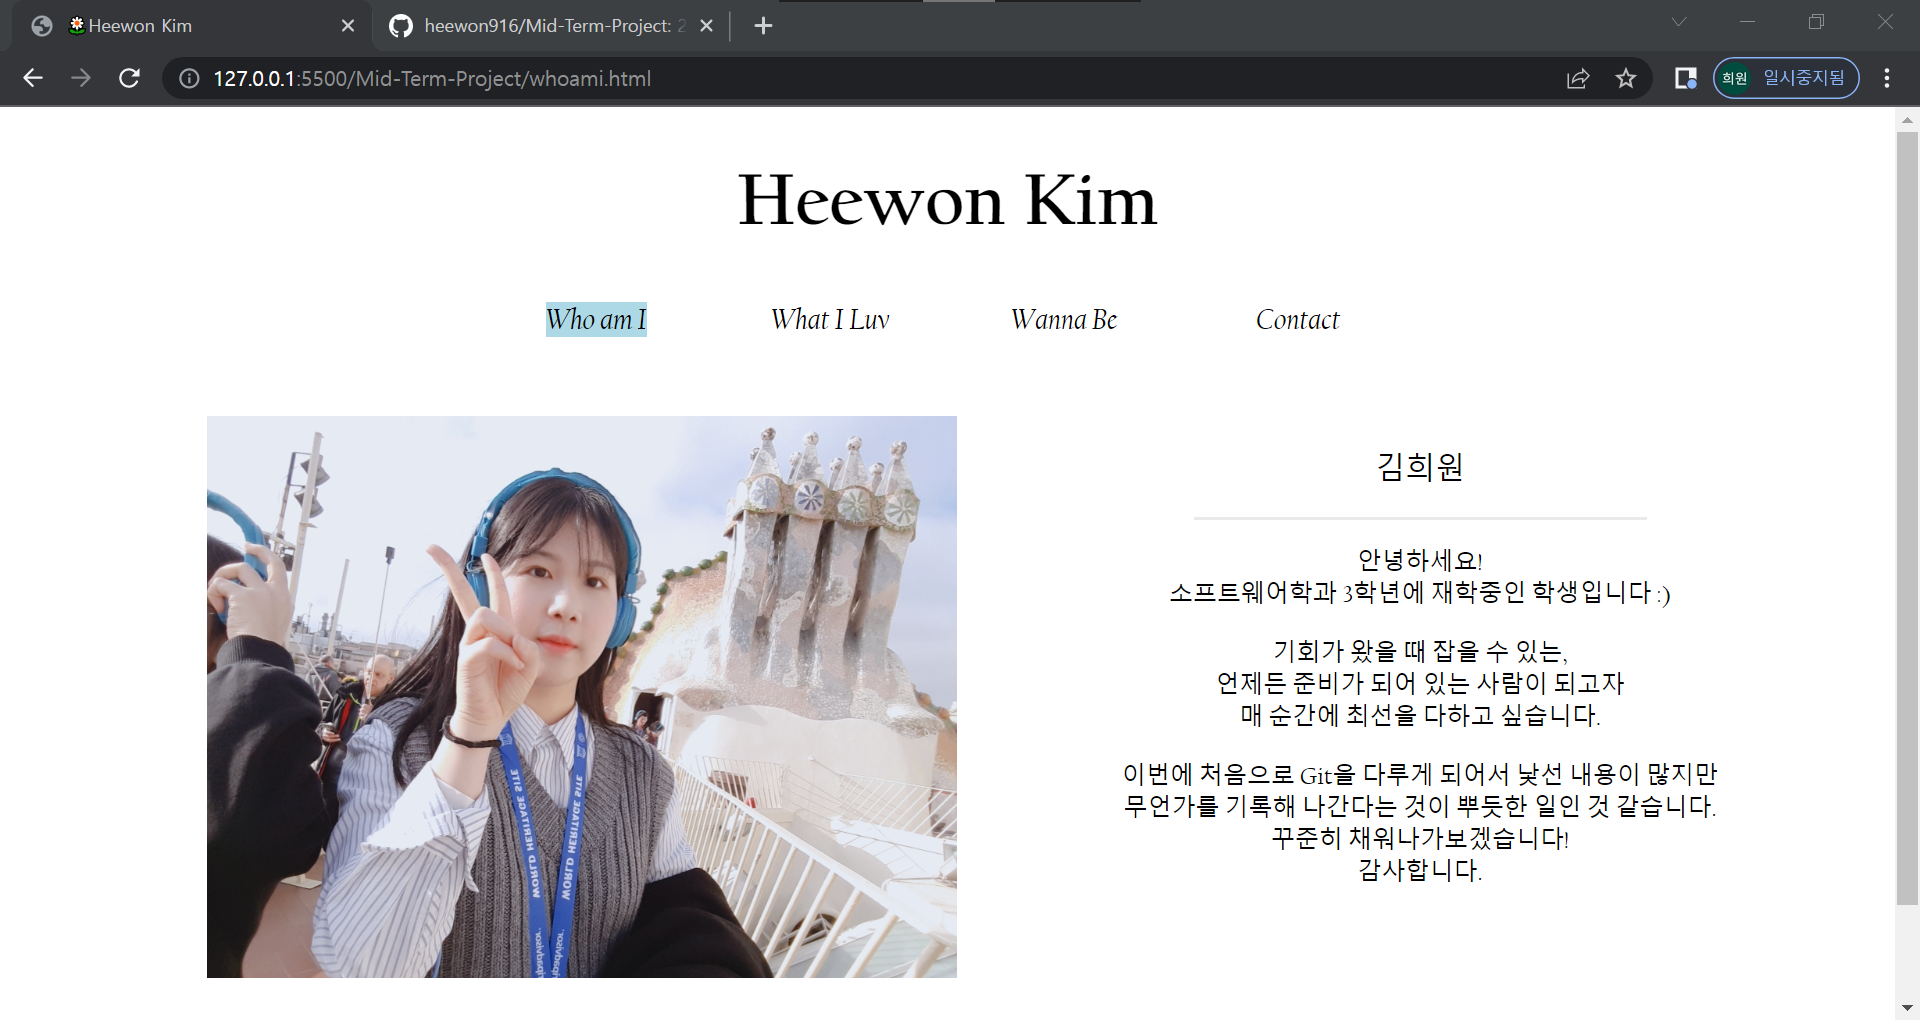 Heewon Kim
heewon916/Mid-Term-Project: 2
127.0.0.1:5500/Mid-Term-Project/whoami.html
희원 일시중지됨
Heewon Kim
Who am I What I Luv Wanna Be Contact
김희원
안녕하세요!
소프트웨어학과 3학년에 재학중인 학생입니다 :)
기회가 왔을 때 잡을 수 있는,
언제든 준비가 되어 있는 사람이 되고자
매 순간에 최선을 다하고 싶습니다.
이번에 처음으로 Git을 다루게 되어서 낯선 내용이 많지만
무언가를 기록해 나간다는 것이 뿌듯한 일인 것 같습니다.
꾸준히 채워나가보겠습니다!
감사합니다.
WORLD HERITAGE SITE
WORLD HERITAGE SITE